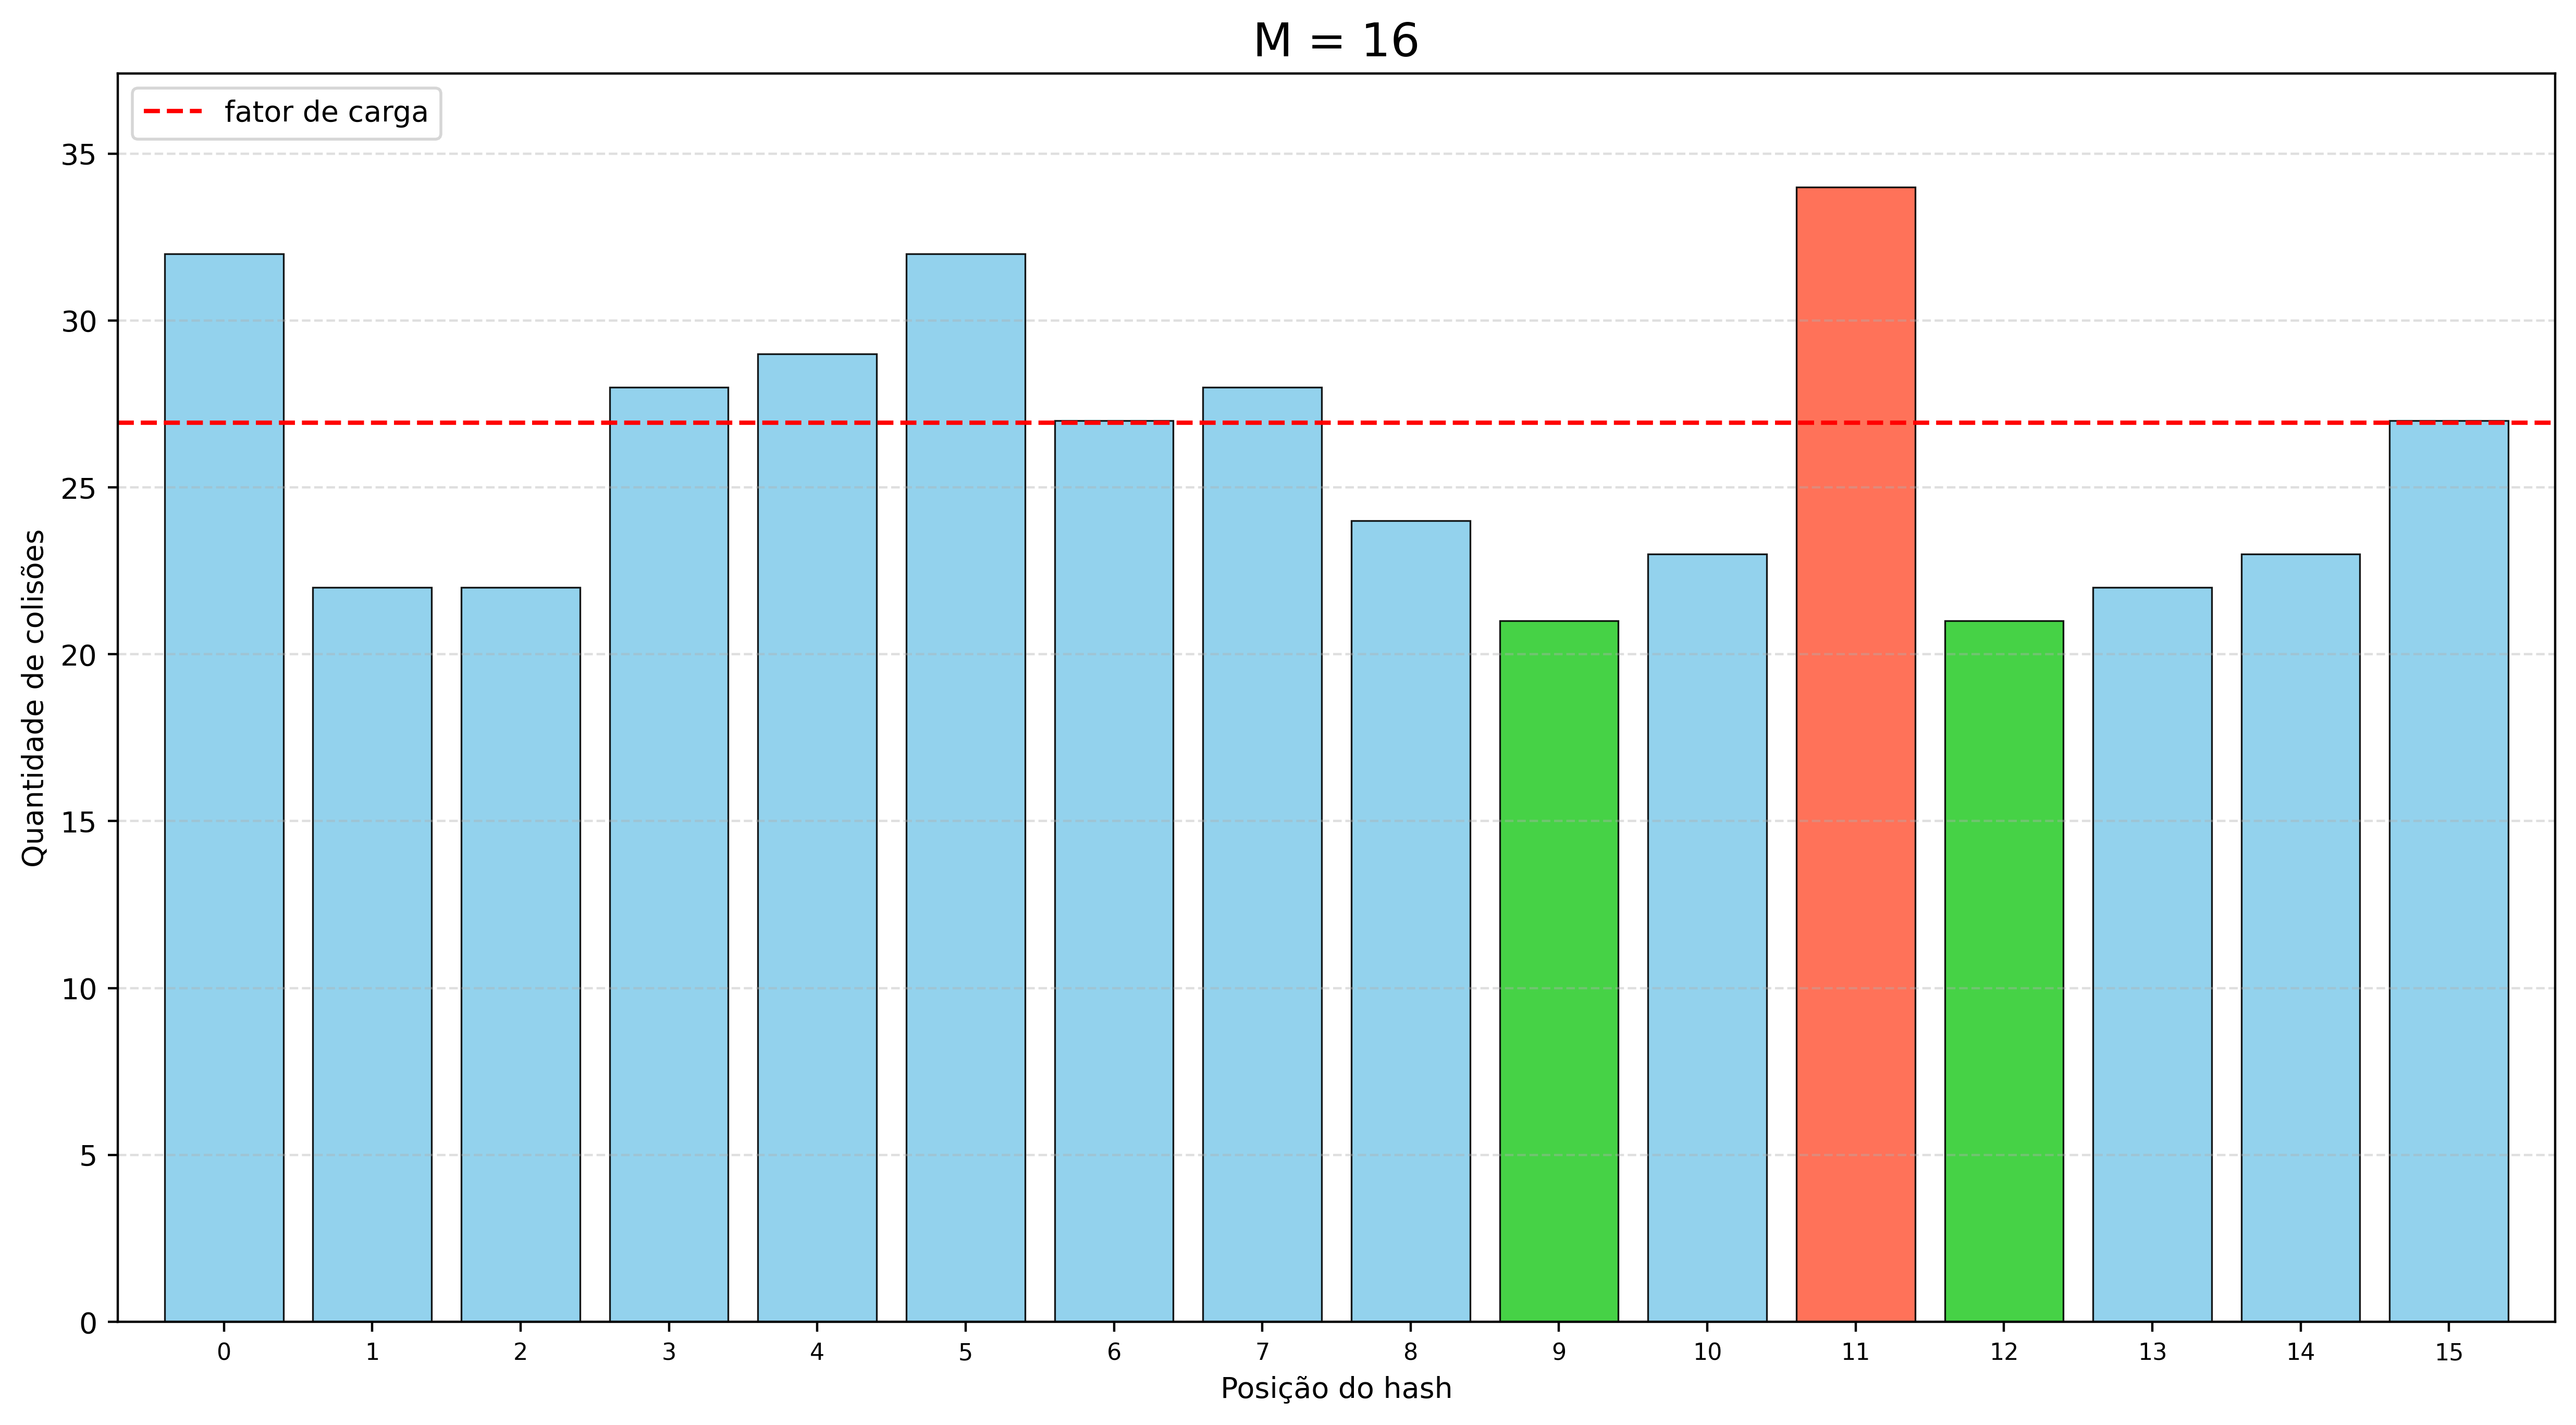 M = 16
fator de carga
35
30
25
20
15
10
5
0
Quantidade de colisões
0 1 2 3 4 5 6 7 8 9 10 11 12 13 14 15
Posição do hash